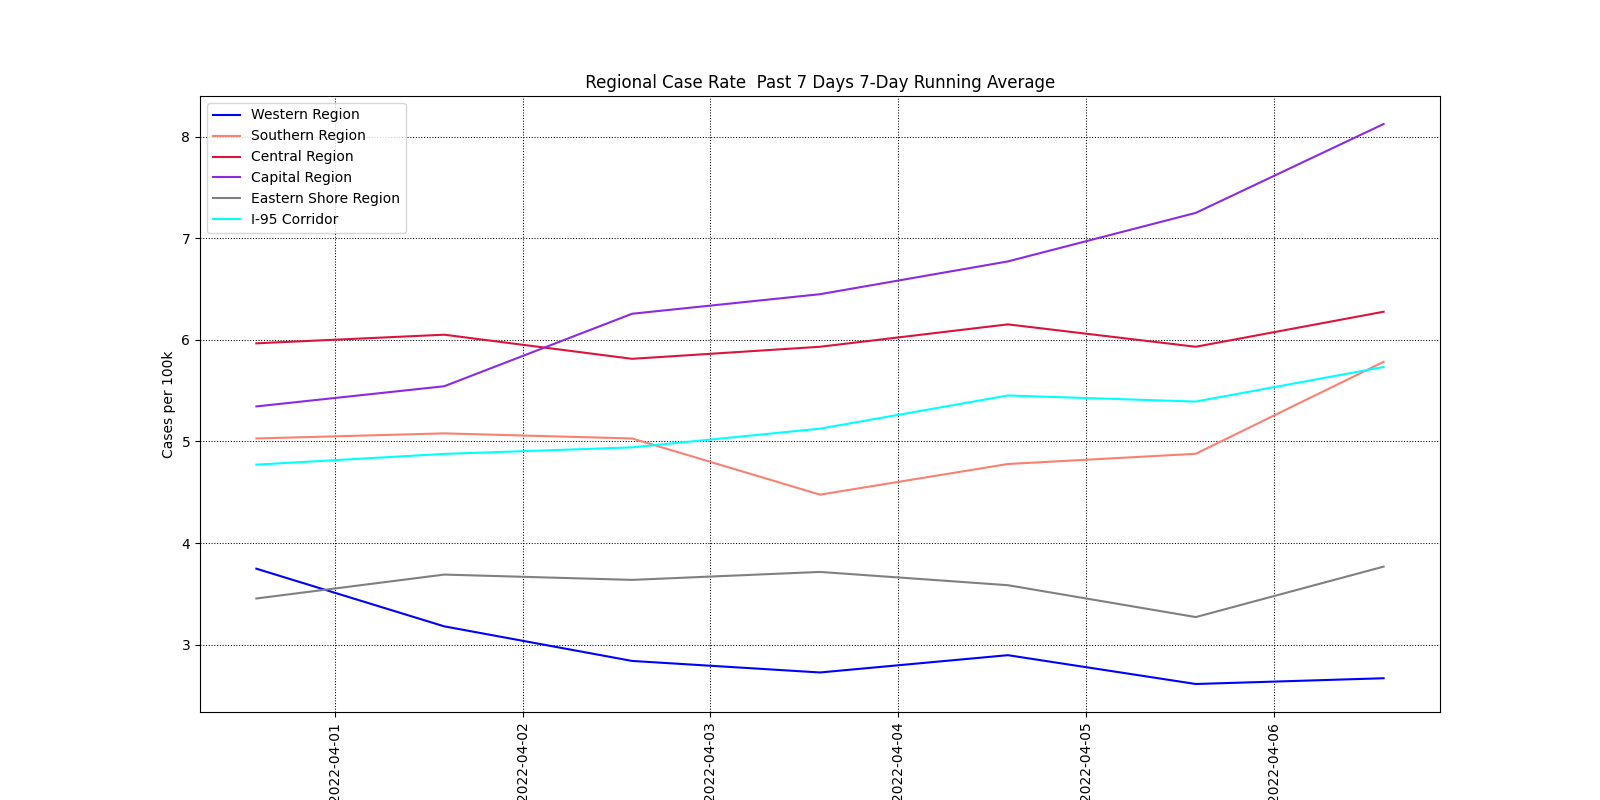 Regional Case Rate  Past 7 Days 7-Day Running Average
Western Region
Southern Region
Central Region
Capital Region
Eastern Shore Region
I-95 Corridor
Cases per 100k
8
7
6
5
4
3
2022-04-01
2022-04-02
2022-04-03
2022-04-04
2022-04-05
2022-04-06